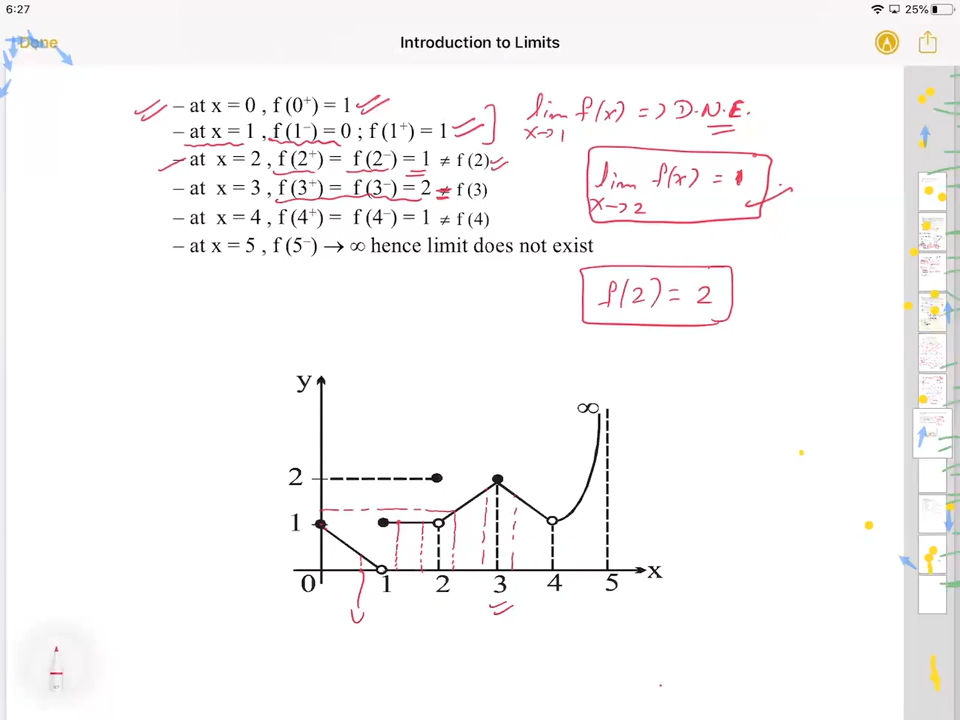 6:27
25%
Done
Introduction to Limits
– at x = 0 , f (0⁺) = 1
– at x = 1 , f (1⁻) = 0 ; f (1⁺) = 1
– at x = 2 , f (2⁺) = f (2⁻) = 1 ≠ f (2)
– at x = 3 , f (3⁺) = f (3⁻) = 2 ≠ f (3)
– at x = 4 , f (4⁺) = f (4⁻) = 1 ≠ f (4)
– at x = 5 , f (5⁻) → ∞ hence limit does not exist
lim f(x) => D.N.E.
x→1
lim f(x) = 1
x→2
f(2) = 2
y
∞
2
1
0 1 2 3 4 5 x